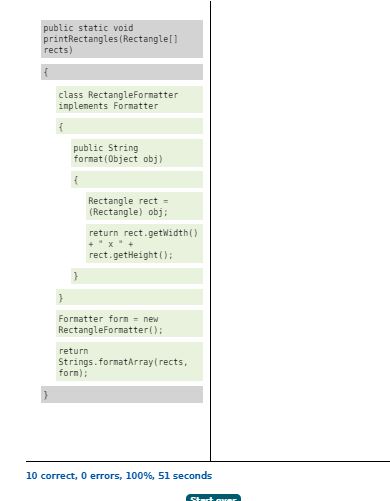 public static void
printRectangles(Rectangle[]
rects)
{
class RectangleFormatter
implements Formatter
{
public String
format(Object obj)
{
Rectangle rect =
(Rectangle) obj;
return rect.getWidth()
+ " x " +
rect.getHeight();
}
}
Formatter form = new
RectangleFormatter();
return
Strings.formatArray(rects,
form);
}
10 correct, 0 errors, 100%, 51 seconds
Start over